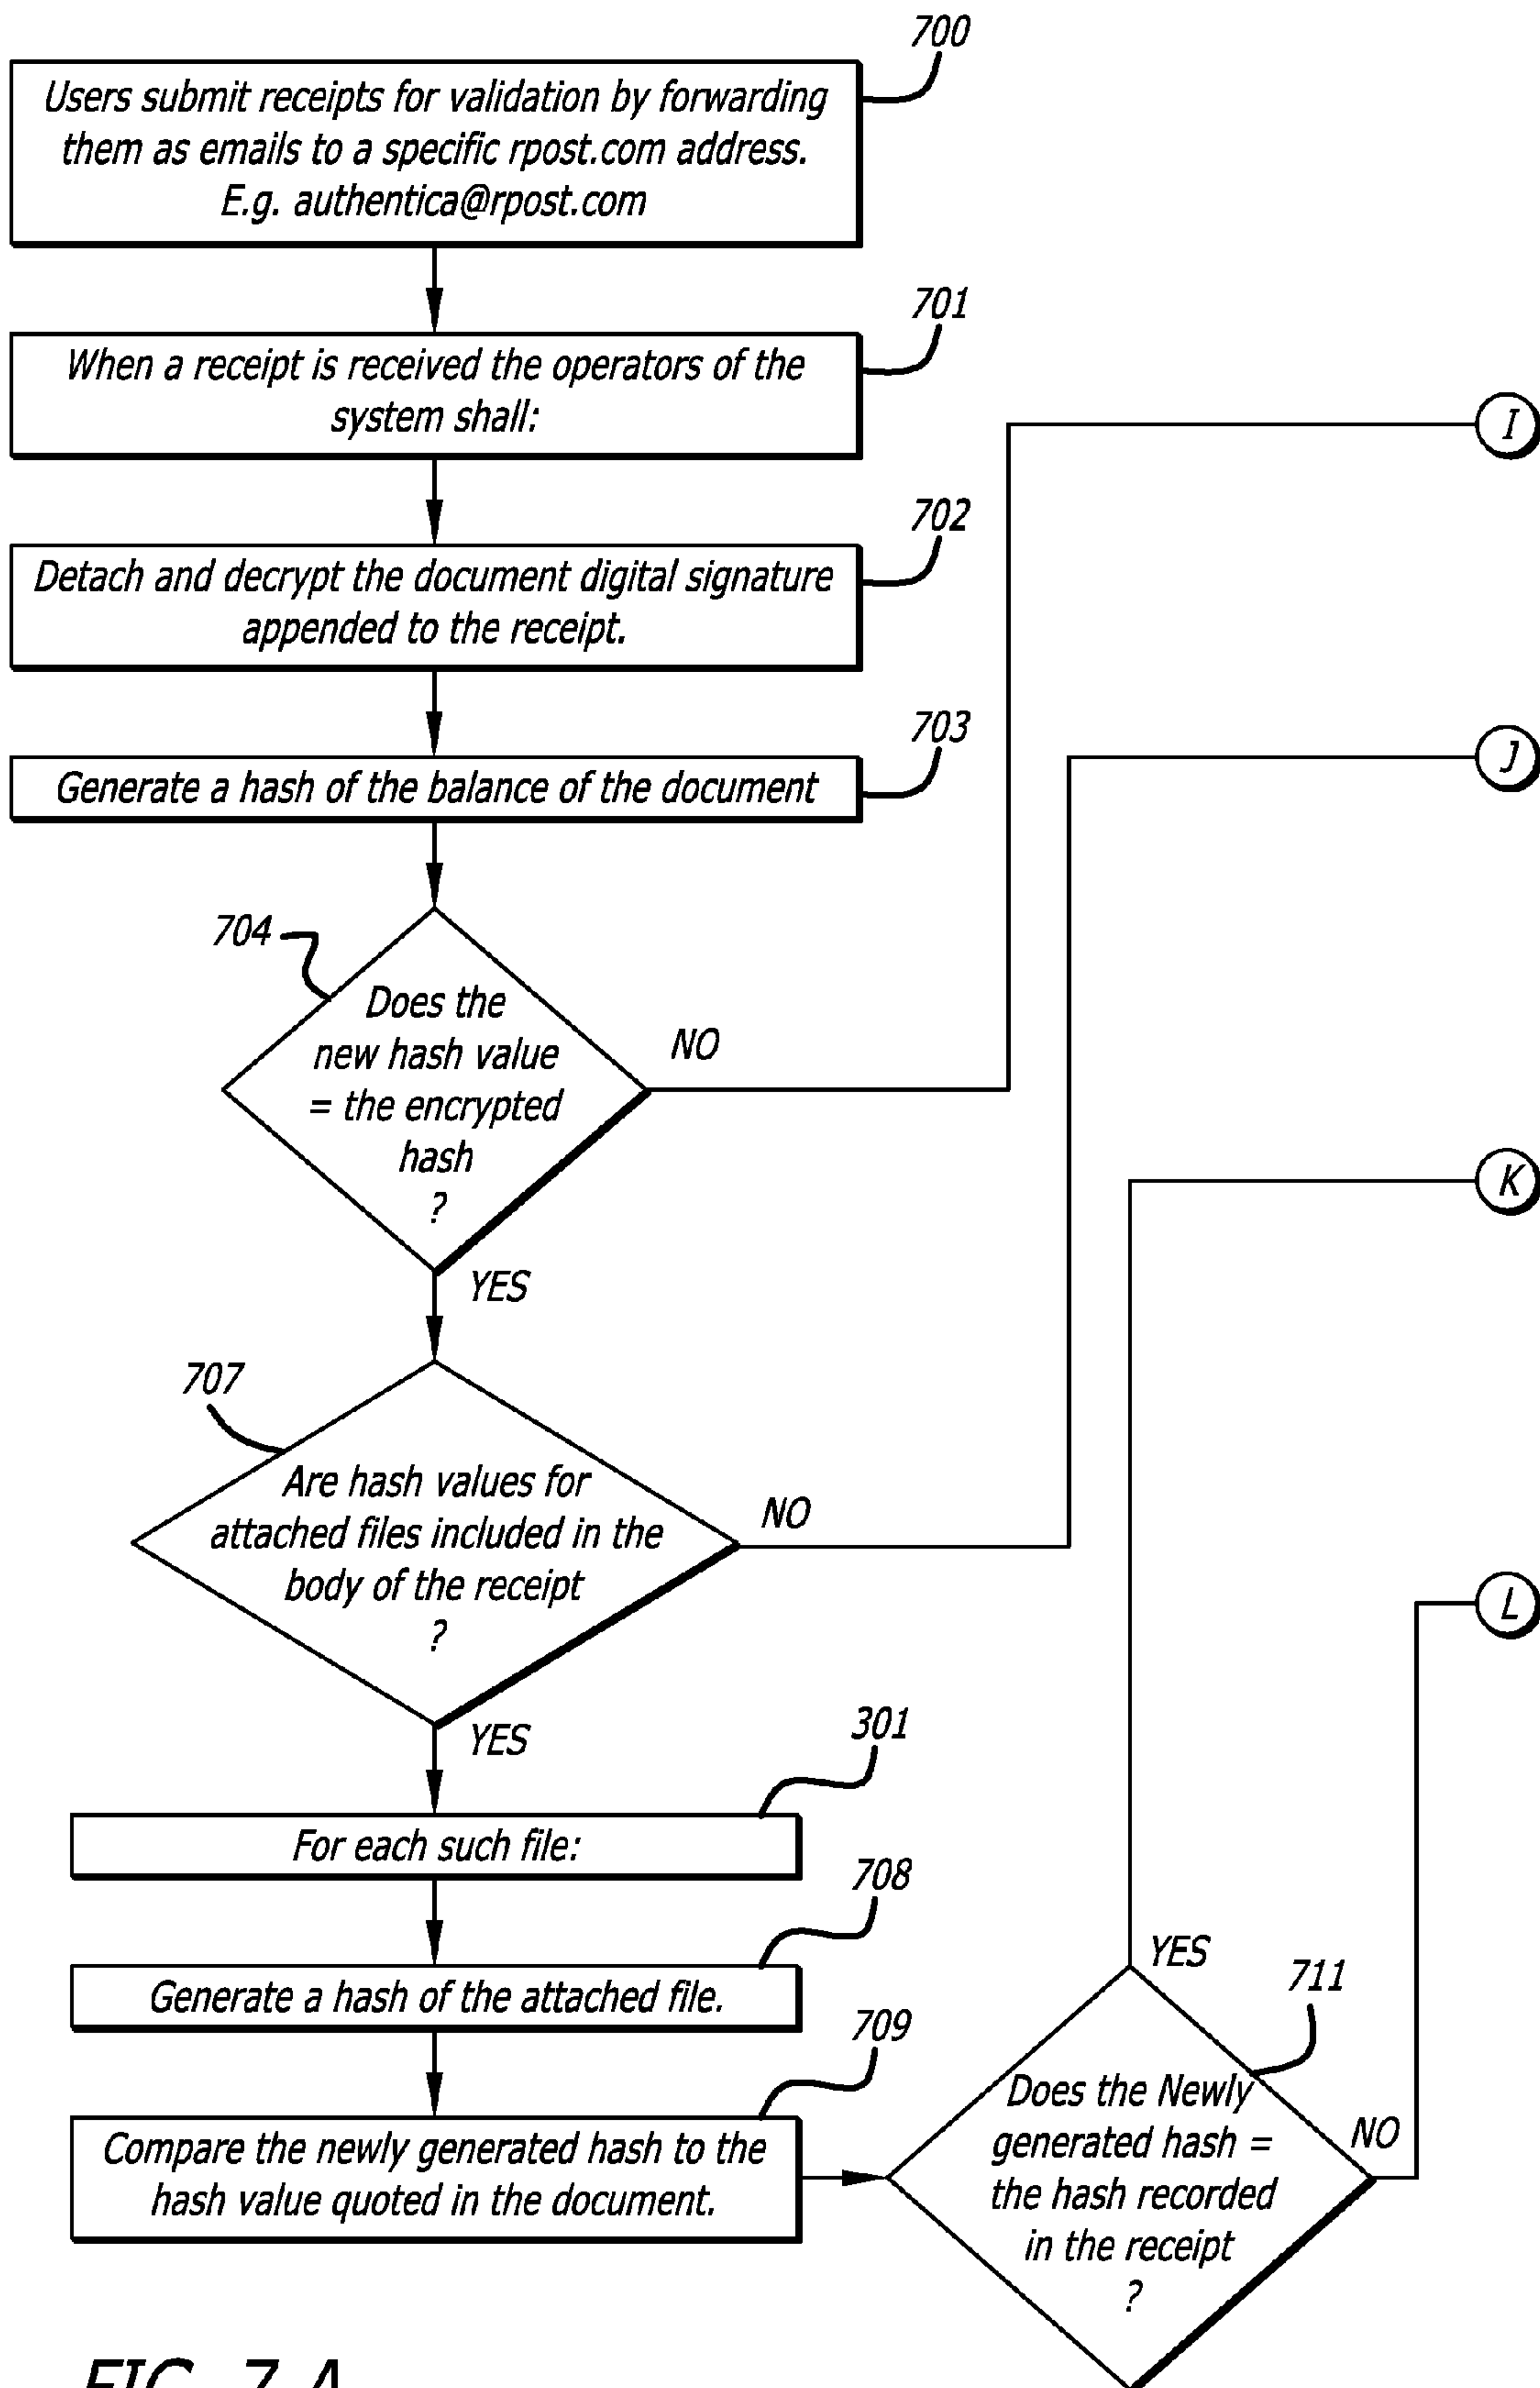 700
Users submit receipts for validation by forwarding
them as emails to a specific rpost.com address.
E.g. authentica@rpost.com
701
When a receipt is received the operators of the
system shall:
I
702
Detach and decrypt the document digital signature
appended to the receipt.
703
Generate a hash of the balance of the document
J
704
Does the
new hash value
= the encrypted
hash
?
NO
YES
K
707
Are hash values for
attached files included in the
body of the receipt
?
NO
YES
L
301
For each such file:
708
Generate a hash of the attached file.
709
Compare the newly generated hash to the
hash value quoted in the document.
YES
711
Does the Newly
generated hash =
the hash recorded
in the receipt
?
NO
FIG. 7 A